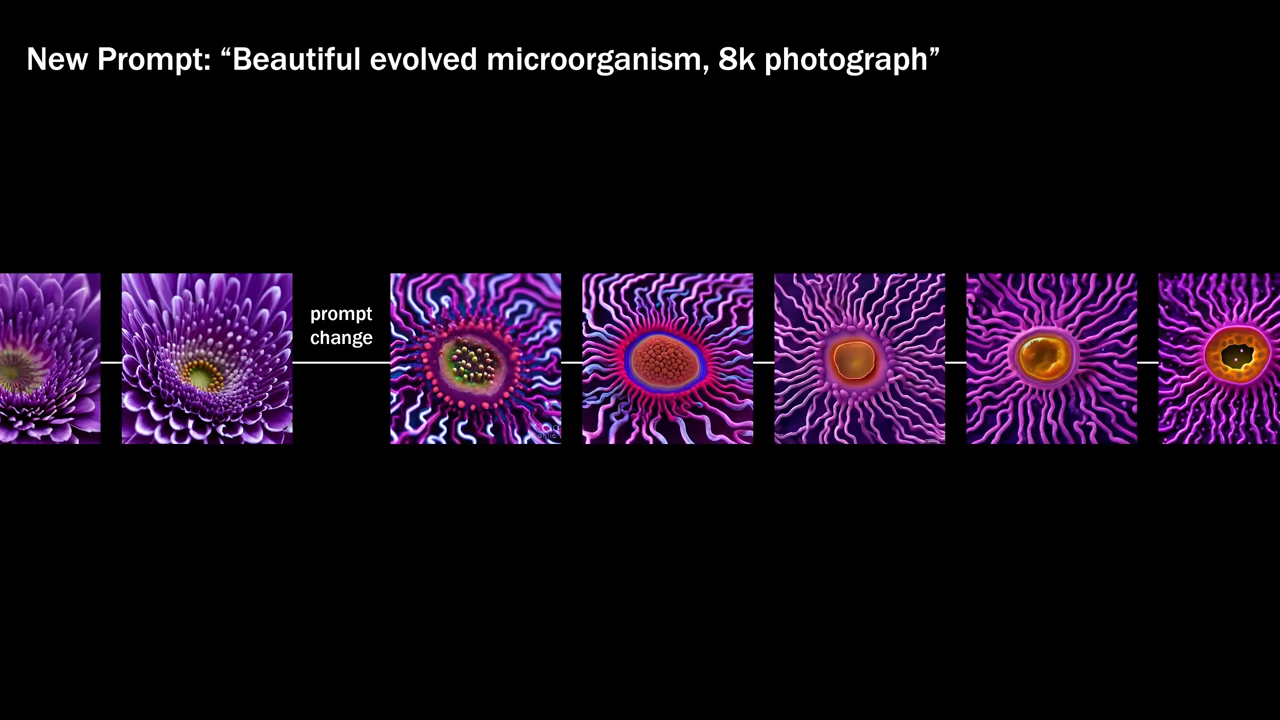 New Prompt: “Beautiful evolved microorganism, 8k photograph”
prompt
change